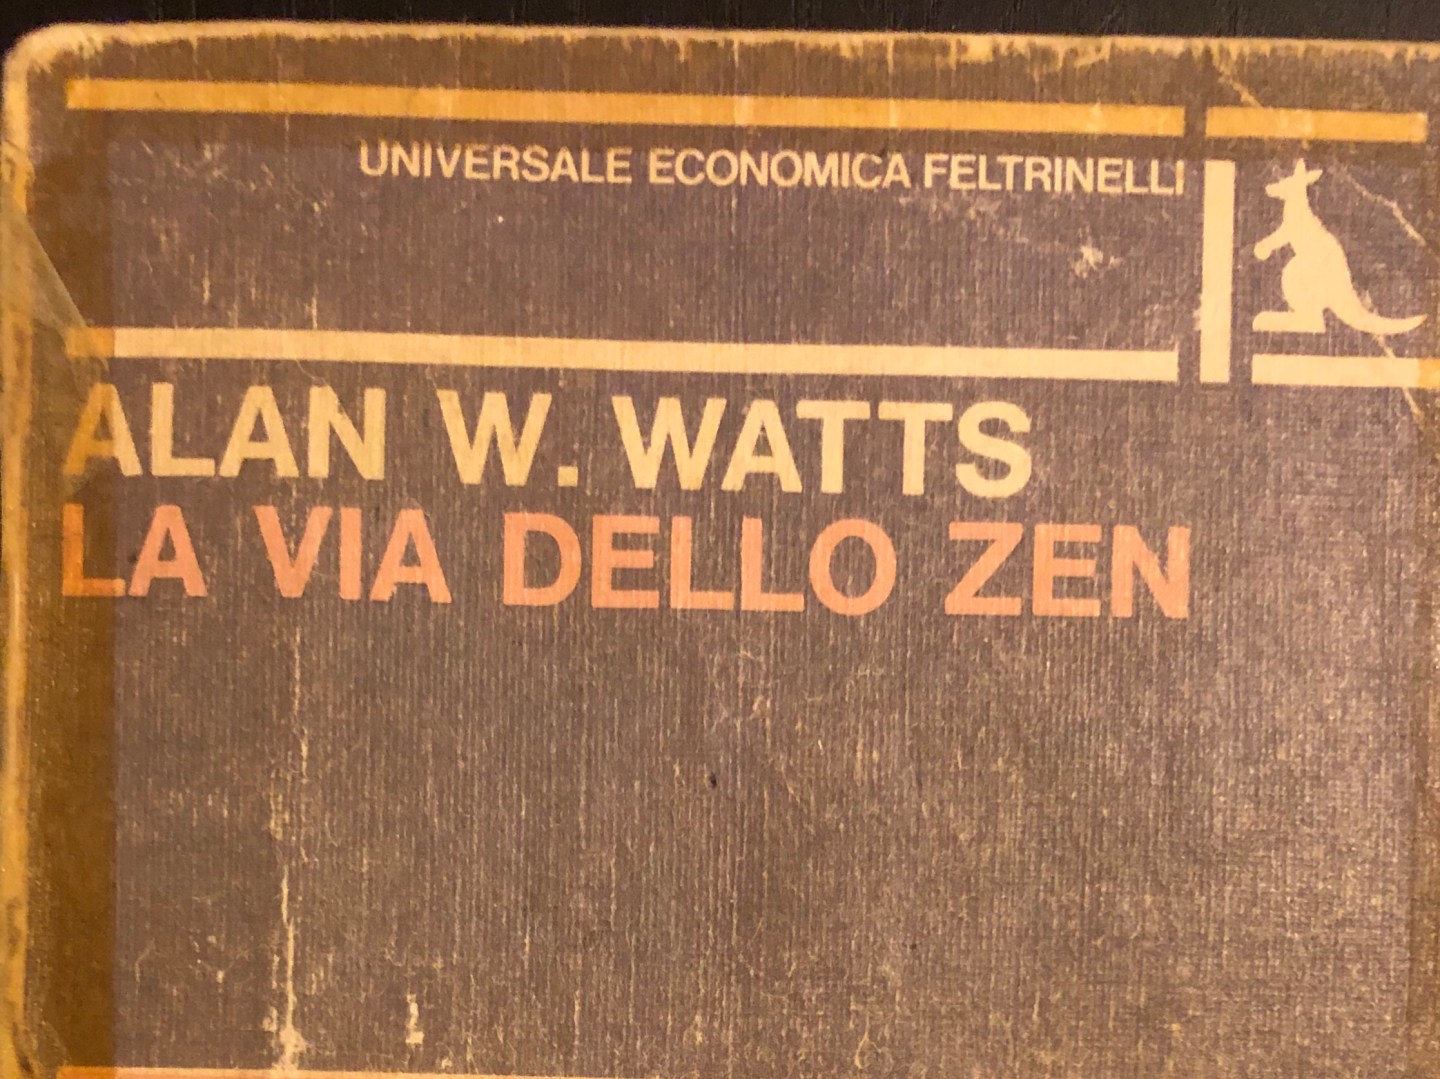 UNIVERSALE ECONOMICA FELTRINELLI
ALAN W. WATTS
LA VIA DELLO ZEN